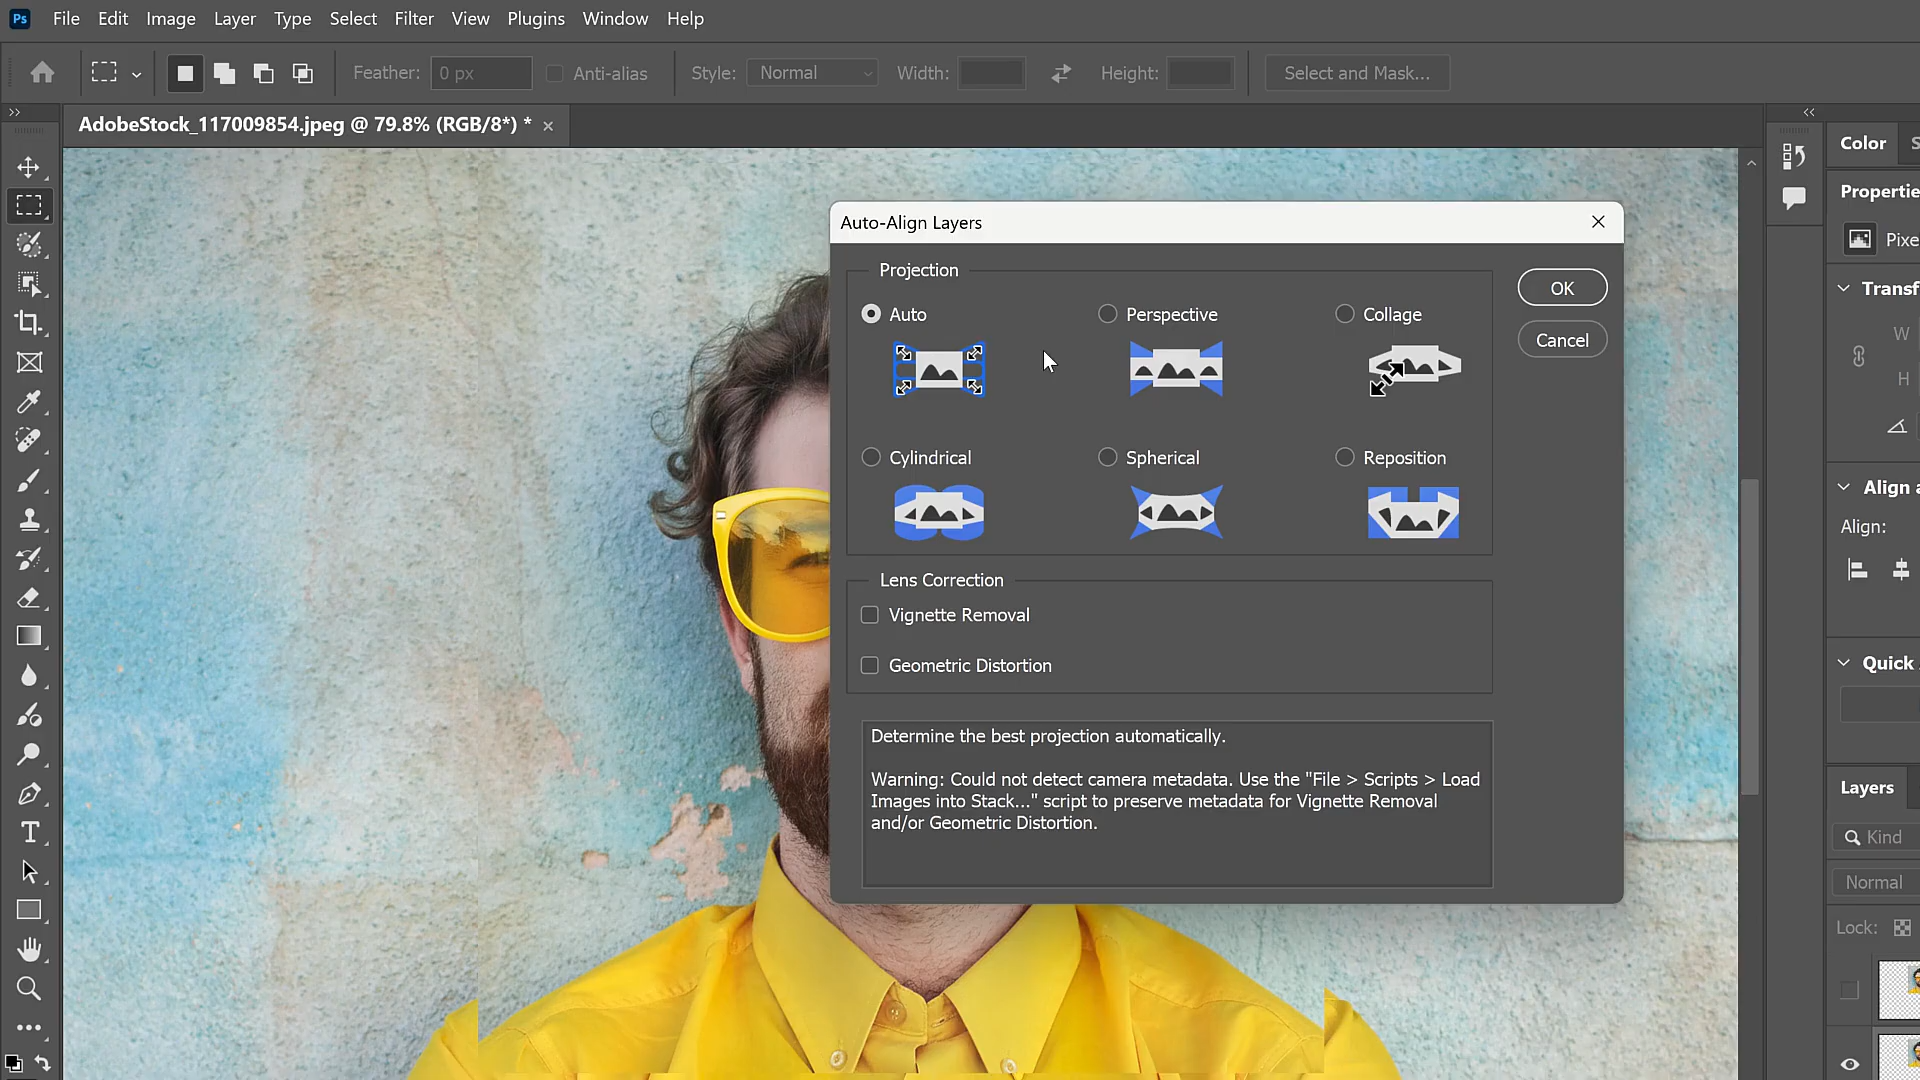 Ps File Edit Image Layer Type Select Filter View Plugins Window Help
Feather: 0 px Anti-alias Style: Normal Width: Height: Select and Mask...
AdobeStock_117009854.jpeg @ 79.8% (RGB/8*) *
Color
Auto-Align Layers
Projection
Auto
Perspective
Collage
OK
Cancel
Cylindrical
Spherical
Reposition
Lens Correction
Vignette Removal
Geometric Distortion
Determine the best projection automatically.
Warning: Could not detect camera metadata. Use the "File > Scripts > Load
Images into Stack..." script to preserve metadata for Vignette Removal
and/or Geometric Distortion.
Propertie
Pixe
Transf
W
H
Align a
Align:
Quick
Layers
Kind
Normal
Lock: